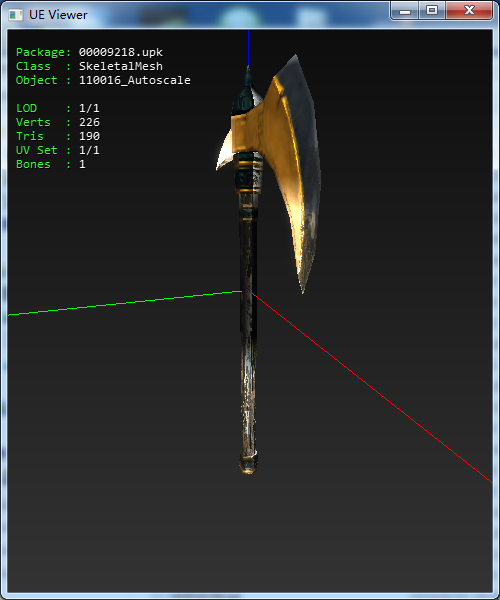 UE Viewer
Package: 00009218.upk
Class  : SkeletalMesh
Object : 110016_Autoscale
LOD    : 1/1
Verts  : 226
Tris   : 190
UV Set : 1/1
Bones  : 1